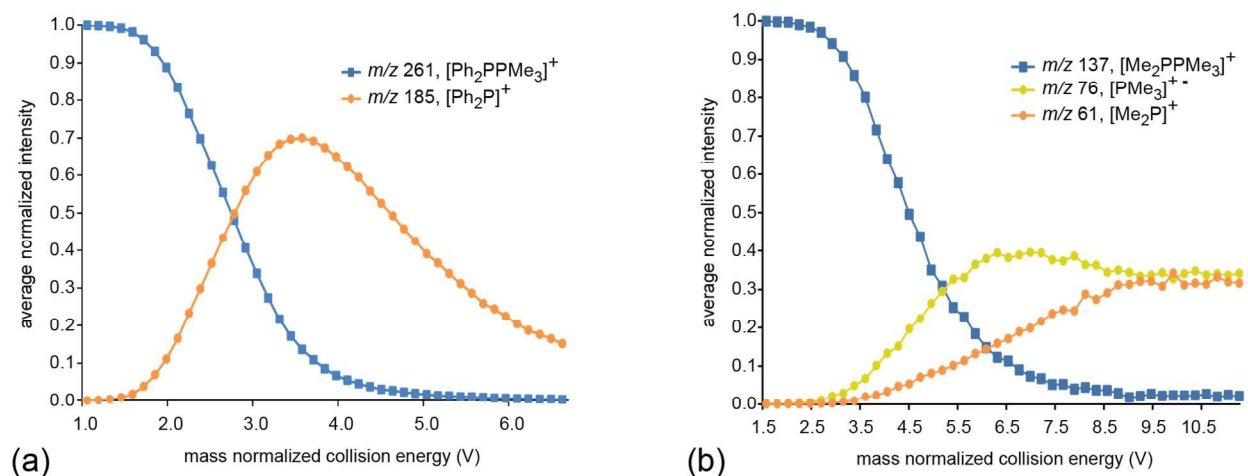 1.0
0.9
0.8
0.7
0.6
0.5
0.4
0.3
0.2
0.1
0.0
average normalized intensity
m/z 261, [Ph₂PPMe₃]⁺
m/z 185, [Ph₂P]⁺
1.0 2.0 3.0 4.0 5.0 6.0
mass normalized collision energy (V)
(a)
1.0
0.9
0.8
0.7
0.6
0.5
0.4
0.3
0.2
0.1
0.0
average normalized intensity
m/z 137, [Me₂PPMe₃]⁺
m/z 76, [PMe₃]⁺ ˙
m/z 61, [Me₂P]⁺
1.5 2.5 3.5 4.5 5.5 6.5 7.5 8.5 9.5 10.5
mass normalized collision energy (V)
(b)